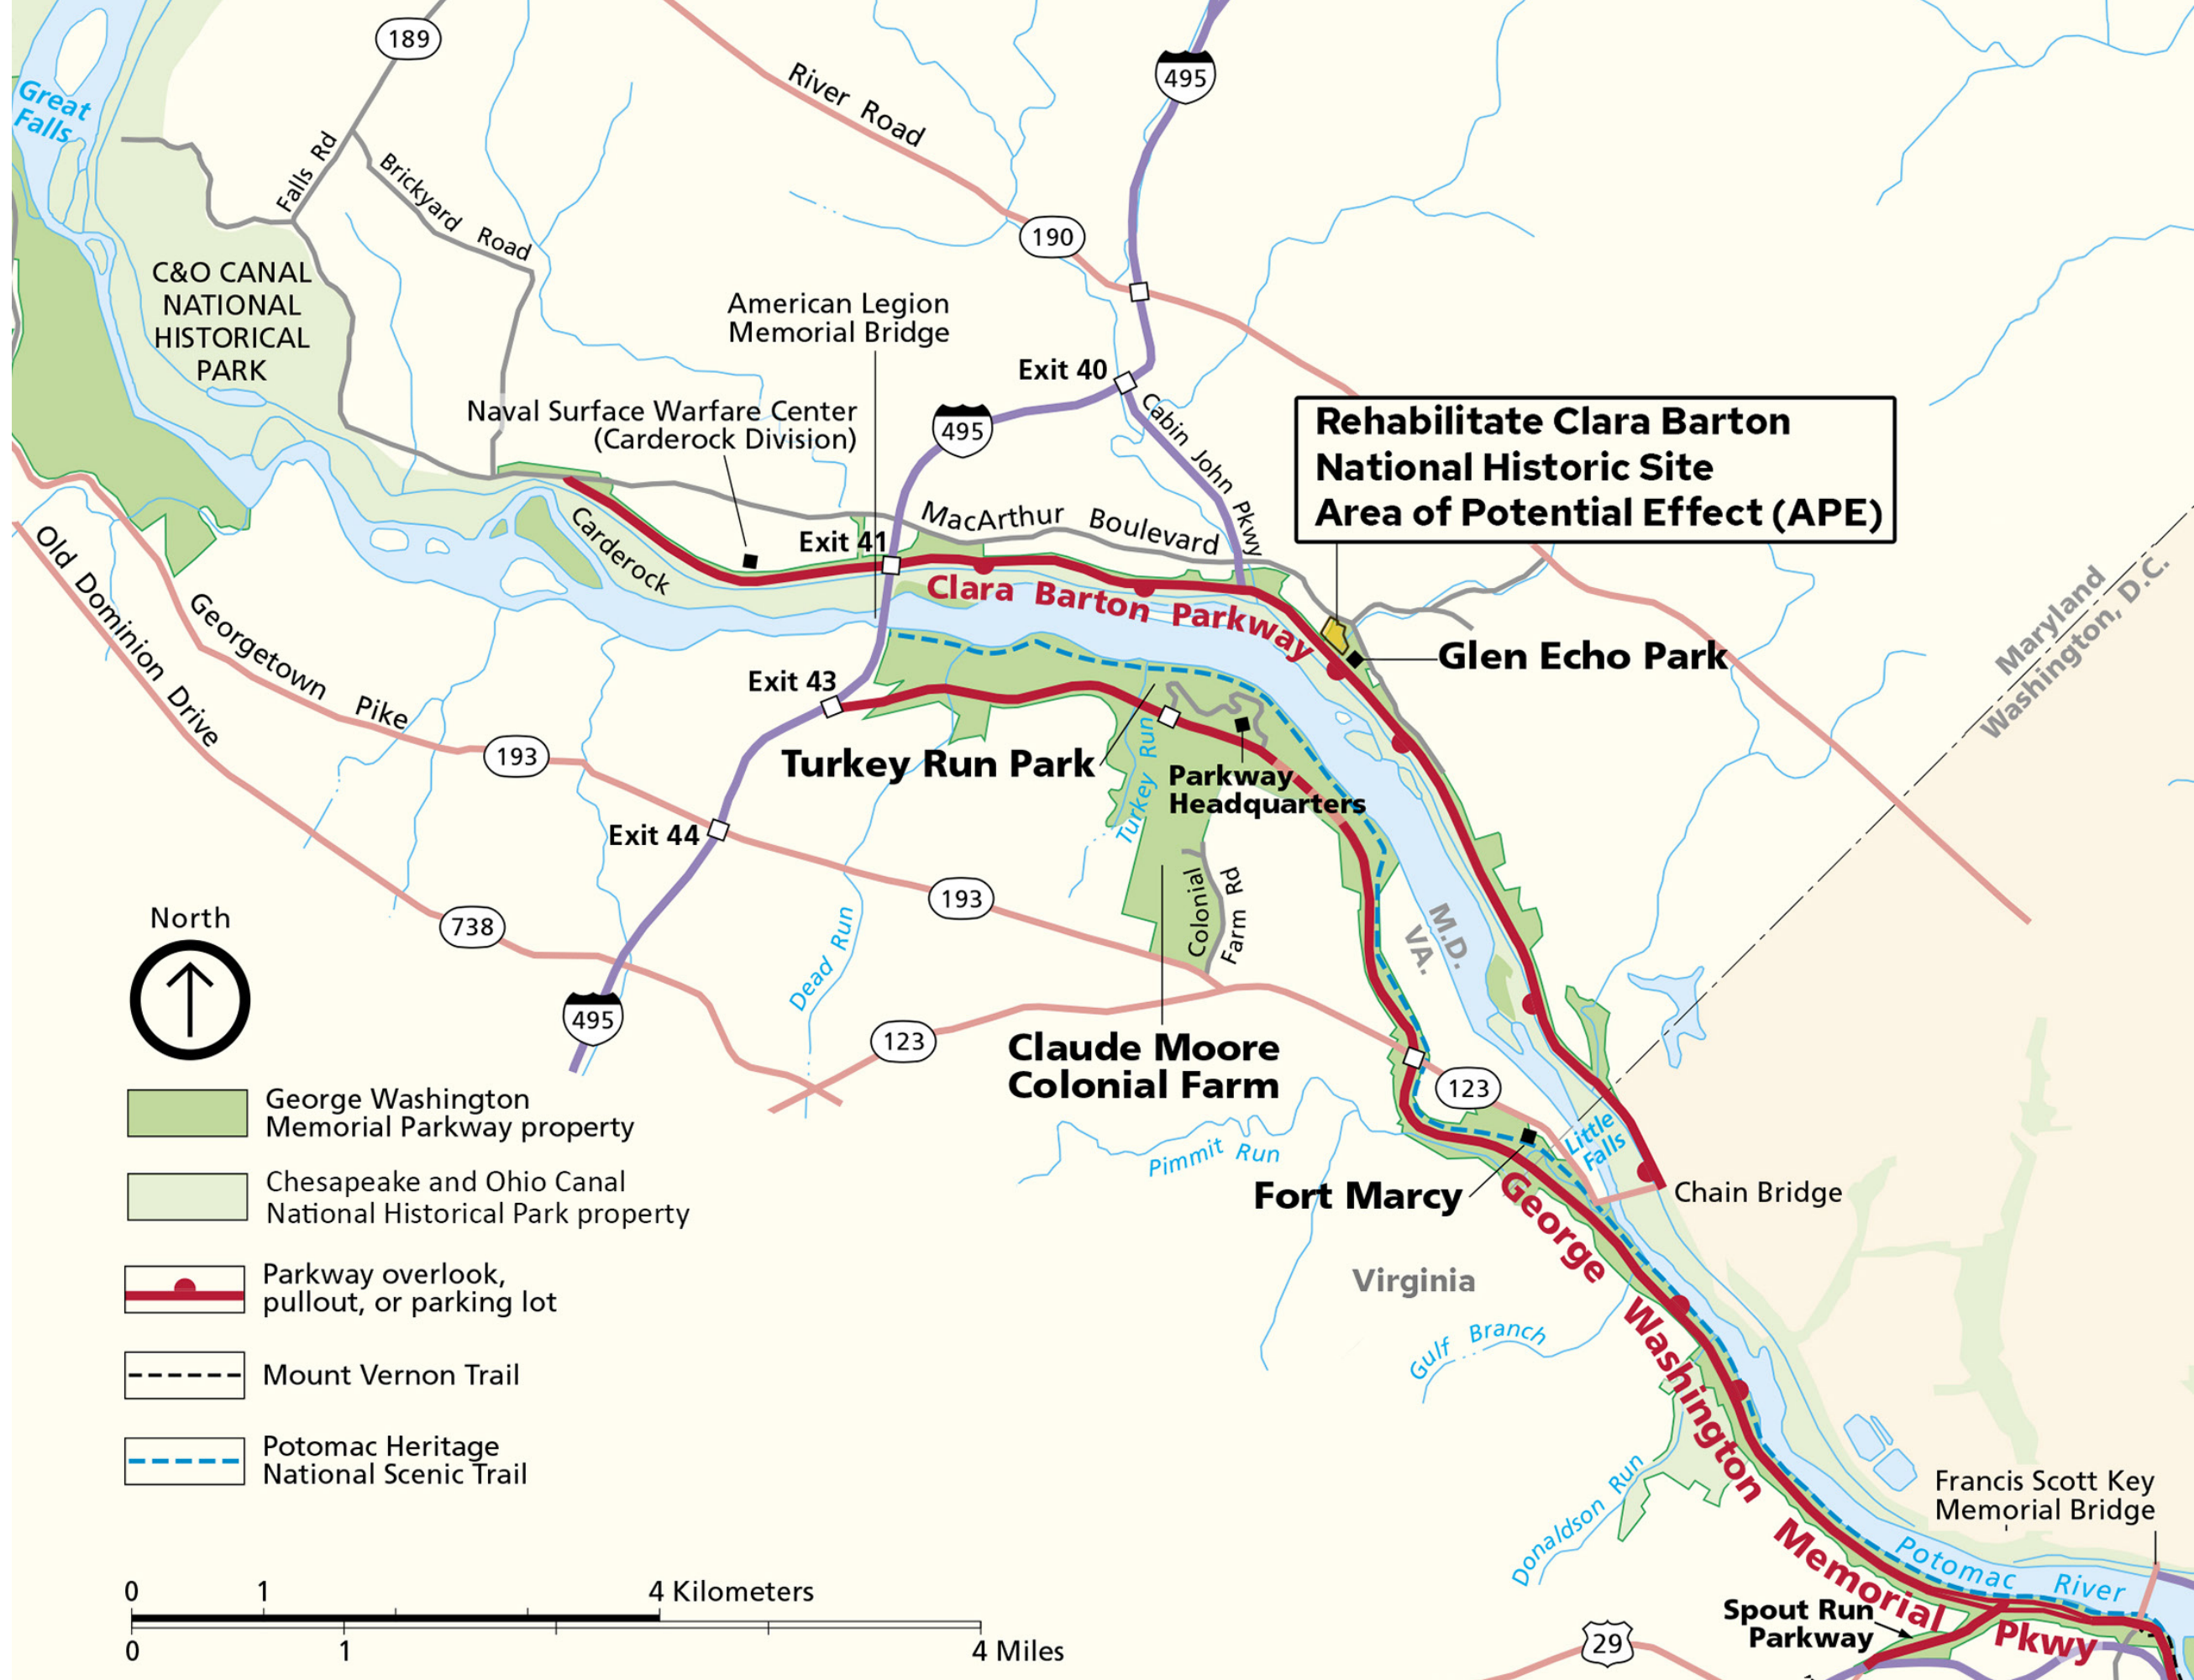 189
495
Great
Falls
River Road
Falls Rd
Brickyard Road
190
C&O CANAL
NATIONAL
HISTORICAL
PARK
American Legion
Memorial Bridge
Exit 40
Naval Surface Warfare Center
(Carderock Division)
495
Cabin John Pkwy
Rehabilitate Clara Barton
National Historic Site
Area of Potential Effect (APE)
MacArthur Boulevard
Exit 41
Carderock
Clara Barton Parkway
Old Dominion Drive
Georgetown Pike
Maryland
Washington, D.C.
Glen Echo Park
Exit 43
193
Turkey Run Park
Turkey Run
Parkway
Headquarters
Exit 44
193
Colonial
Farm Rd
738
Dead Run
M.D.
VA.
North
495
123
Claude Moore
Colonial Farm
123
Little
Falls
Pimmit Run
Fort Marcy
Chain Bridge
George Washington Memorial Pkwy
Virginia
Gulf Branch
George Washington
Memorial Parkway property
Chesapeake and Ohio Canal
National Historical Park property
Parkway overlook,
pullout, or parking lot
Mount Vernon Trail
Potomac Heritage
National Scenic Trail
Donaldson Run
Francis Scott Key
Memorial Bridge
Potomac River
Spout Run
Parkway
29
0 1 4 Kilometers
0 1 4 Miles